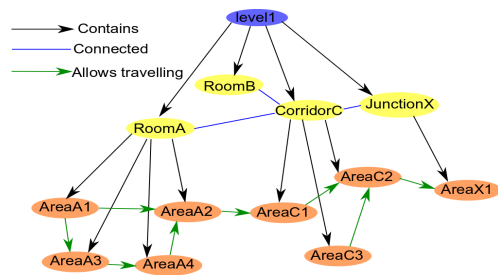 level1
Contains
Connected
Allows travelling
RoomB
CorridorC
JunctionX
RoomA
AreaC2
AreaX1
AreaA1
AreaA2
AreaC1
AreaC3
AreaA3
AreaA4